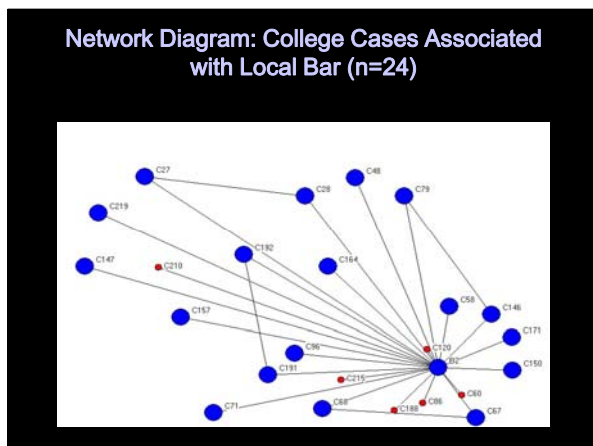 Network Diagram: College Cases Associated
with Local Bar (n=24)
C27
C28
C48
C79
C219
C192
C164
C147
C210
C58
C146
C157
C171
C120
C96
B2
C150
C191
C215
C60
C86
C71
C68
C188
C67